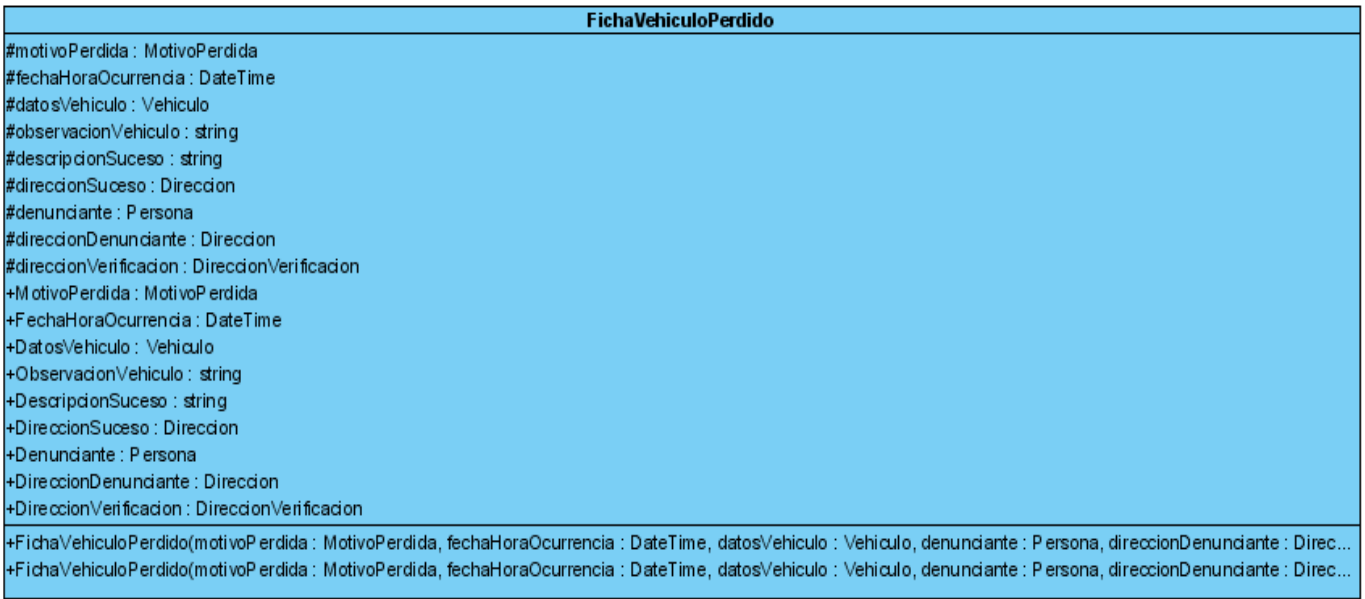 FichaVehiculoPerdido
#motivoPerdida : MotivoPerdida
#fechaHoraOcurrencia : DateTime
#datosVehiculo : Vehiculo
#observacionVehiculo : string
#descripcionSuceso : string
#direccionSuceso : Direccion
#denunciante : Persona
#direccionDenunciante : Direccion
#direccionVerificacion : DireccionVerificacion
+MotivoPerdida : MotivoPerdida
+FechaHoraOcurrencia : DateTime
+DatosVehiculo : Vehiculo
+ObservacionVehiculo : string
+DescripcionSuceso : string
+DireccionSuceso : Direccion
+Denunciante : Persona
+DireccionDenunciante : Direccion
+DireccionVerificacion : DireccionVerificacion
+FichaVehiculoPerdido(motivoPerdida : MotivoPerdida, fechaHoraOcurrencia : DateTime, datosVehiculo : Vehiculo, denunciante : Persona, direccionDenunciante : Direc...
+FichaVehiculoPerdido(motivoPerdida : MotivoPerdida, fechaHoraOcurrencia : DateTime, datosVehiculo : Vehiculo, denunciante : Persona, direccionDenunciante : Direc...